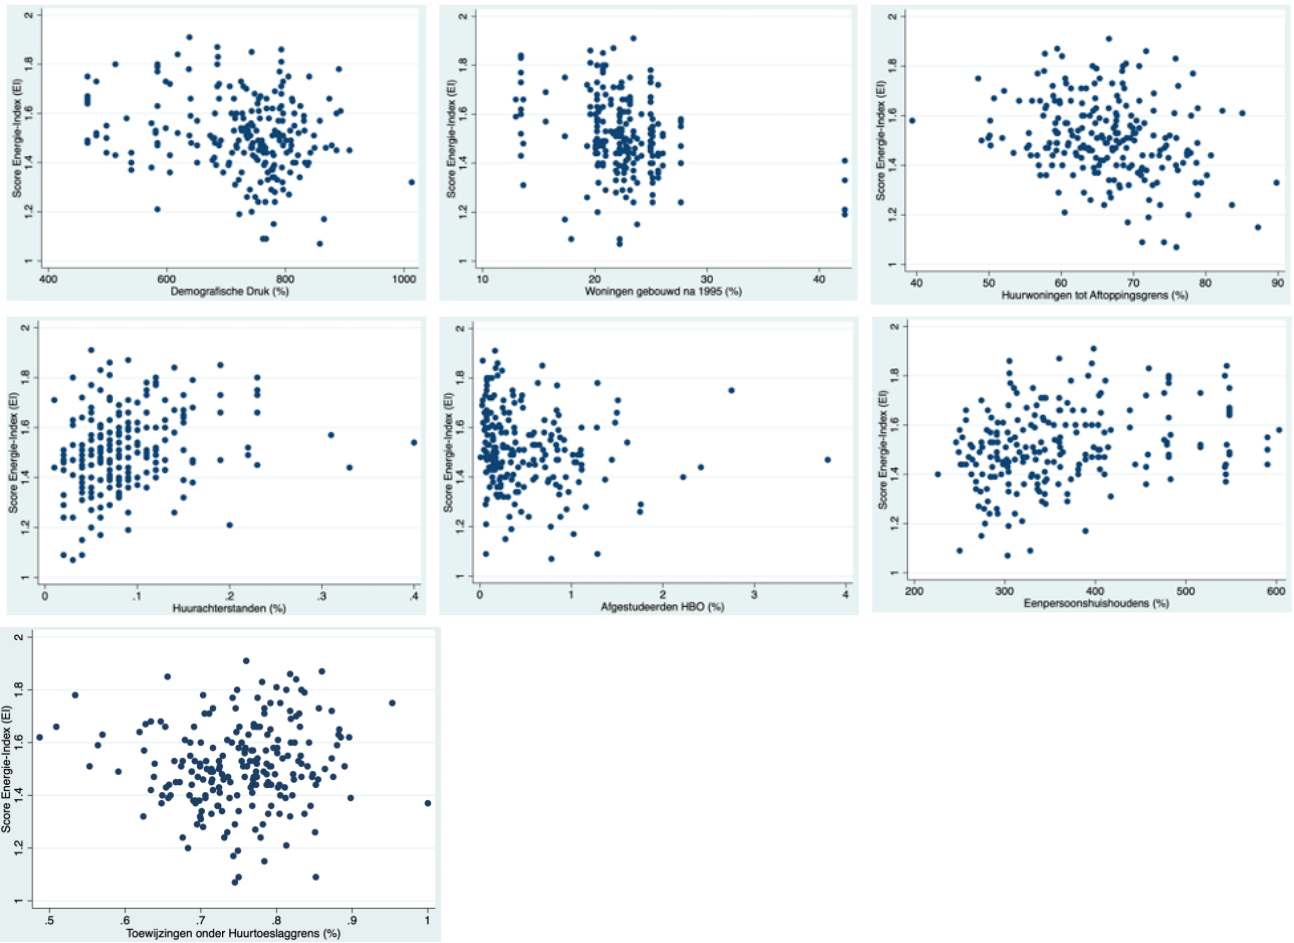 Score Energie-Index (EI)
2
1.8
1.6
1.4
1.2
1
400 600 800 1000
Demografische Druk (%)
Score Energie-Index (EI)
2
1.8
1.6
1.4
1.2
1
10 20 30 40
Woningen gebouwd na 1995 (%)
Score Energie-Index (EI)
2
1.8
1.6
1.4
1.2
1
40 50 60 70 80 90
Huurwoningen tot Aftoppingsgrens (%)
Score Energie-Index (EI)
2
1.8
1.6
1.4
1.2
1
0 .1 .2 .3 .4
Huurachterstanden (%)
Score Energie-Index (EI)
2
1.8
1.6
1.4
1.2
1
0 1 2 3 4
Afgestudeerden HBO (%)
Score Energie-Index (EI)
2
1.8
1.6
1.4
1.2
1
200 300 400 500 600
Eenpersoonshuishoudens (%)
Score Energie-Index (EI)
2
1.8
1.6
1.4
1.2
1
.5 .6 .7 .8 .9 1
Toewijzingen onder Huurtoeslaggrens (%)